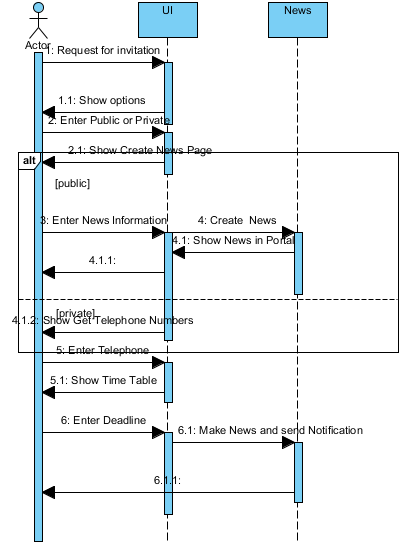 UI
News
Actor
1: Request for invitation
1.1: Show options
2: Enter Public or Private
2.1: Show Create News Page
alt
[public]
3: Enter News Information
4: Create News
4.1: Show News in Portal
4.1.1:
[private]
4.1.2: Show Get Telephone Numbers
5: Enter Telephone
5.1: Show Time Table
6: Enter Deadline
6.1: Make News and send Notification
6.1.1: